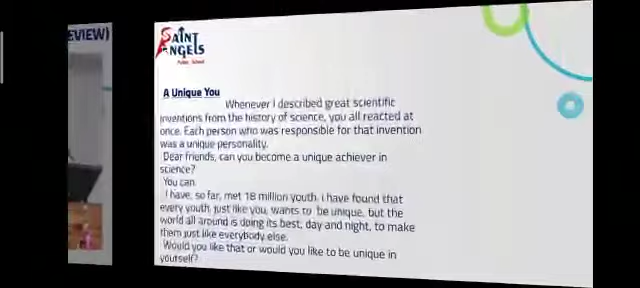 EVIEW)
SAINT
ANGELS
Public School
A Unique You
Whenever I described great scientific
inventions from the history of science, you all reacted at
once. Each person who was responsible for that invention
was a unique personality.
Dear friends, can you become a unique achiever in
science?
You can.
I have, so far, met 18 million youth. I have found that
every youth, just like you, wants to be unique, but the
world all around is doing its best, day and night, to make
them just like everybody else.
Would you like that or would you like to be unique in
yourself?